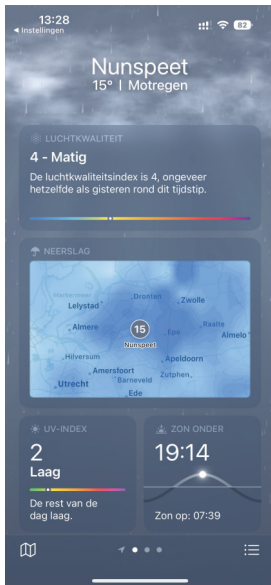 13:28
82
◀ Instellingen
Nunspeet
15° | Motregen
LUCHTKWALITEIT
4 - Matig
De luchtkwaliteitsindex is 4, ongeveer
hetzelfde als gisteren rond dit tijdstip.
NEERSLAG
Markermeer
Dronten
Zwolle
Lelystad
Almere
15
Epe
Raalte
Almelo
Nunspeet
Hilversum
Apeldoorn
Amersfoort
Barneveld
Zutphen
Utrecht
Ede
UV-INDEX
2
Laag
De rest van de
dag laag.
ZON ONDER
19:14
Zon op: 07:39